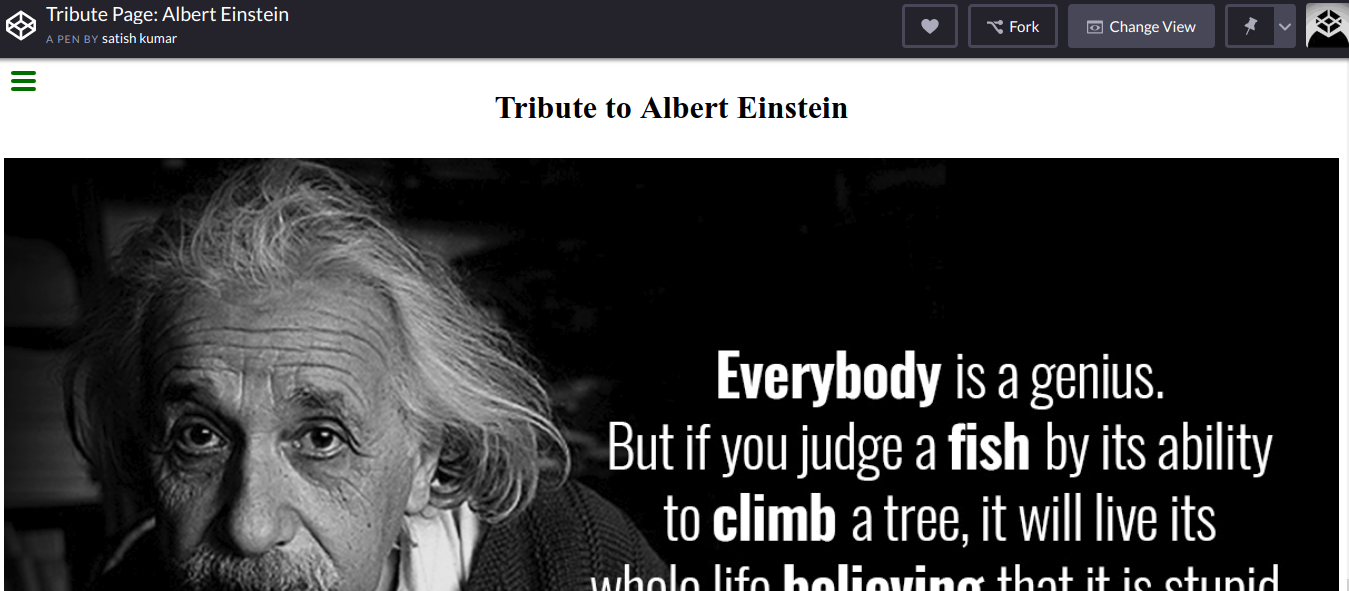 Tribute Page: Albert Einstein
A PEN BY satish kumar
Fork
Change View
Tribute to Albert Einstein
Everybody is a genius.
But if you judge a fish by its ability
to climb a tree, it will live its
whole life believing that it is stupid